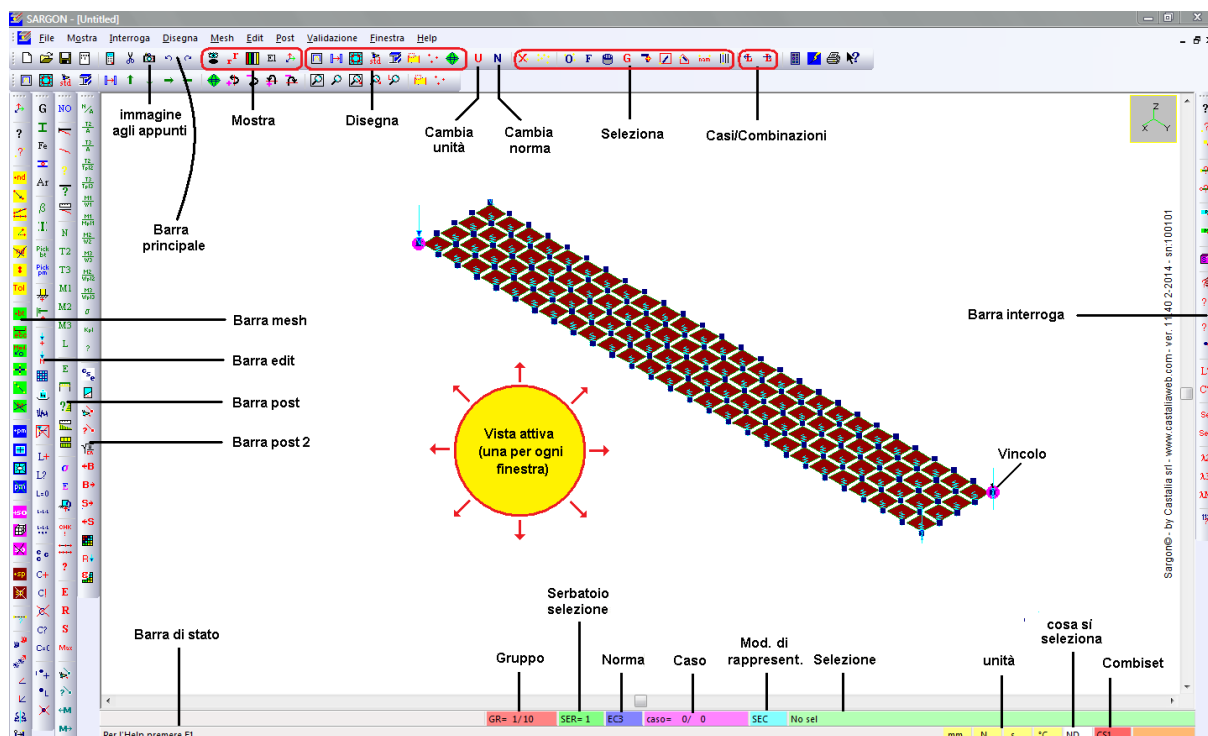 SARGON - [Untitled]
File Mostra Interroga Disegna Mesh Edit Post Validazione Finestra Help
immagine
agli appunti
Mostra
Disegna
Cambia
unità
Cambia
norma
Seleziona
Casi/Combinazioni
Barra
principale
Barra mesh
Barra edit
Barra post
Barra post 2
Barra interroga
Vista attiva
(una per ogni
finestra)
Vincolo
Z
X Y
Sargon© - by Castalia srl - www.castaliaweb.com - ver. 11.40 2-2014 - sn:100101
Barra di stato
Serbatoio
selezione
Gruppo
Norma
Caso
Mod. di
rappresent.
Selezione
unità
cosa sí
seleziona
Combiset
GR= 1/10 SER= 1 EC3 caso= 0/ 0 SEC No sel
Per l'Help premere F1
mm N s °C ND CS1